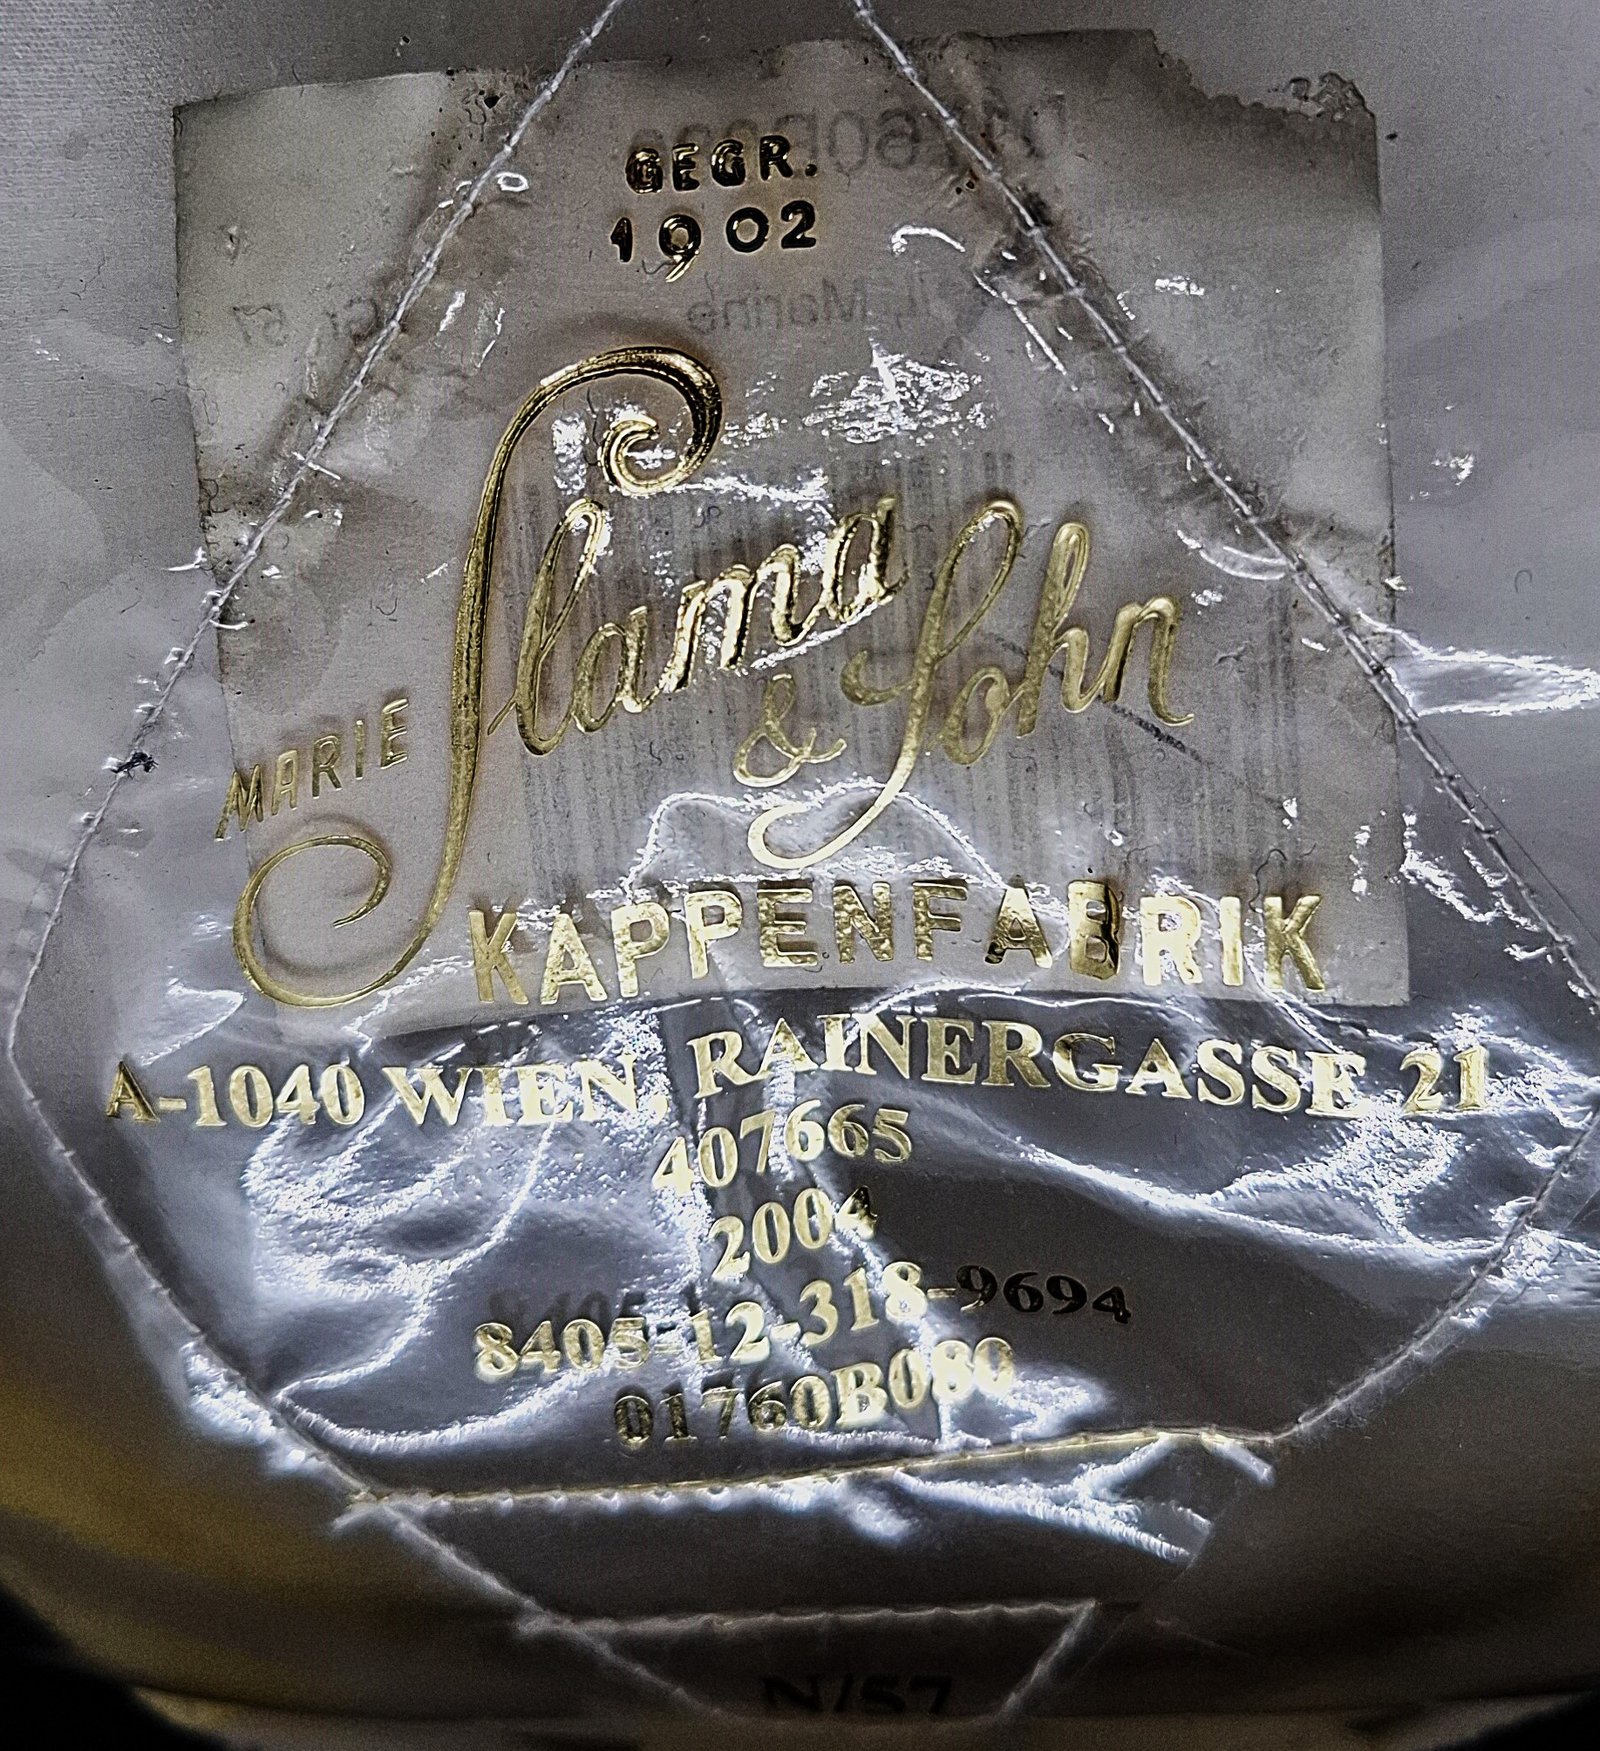 GEGR.
1902
MARIE Slama & Sohn
KAPPENFABRIK
A-1040 WIEN, RAINERGASSE 21
407665
2004
8405-12-318-9694
01760B080
N/57